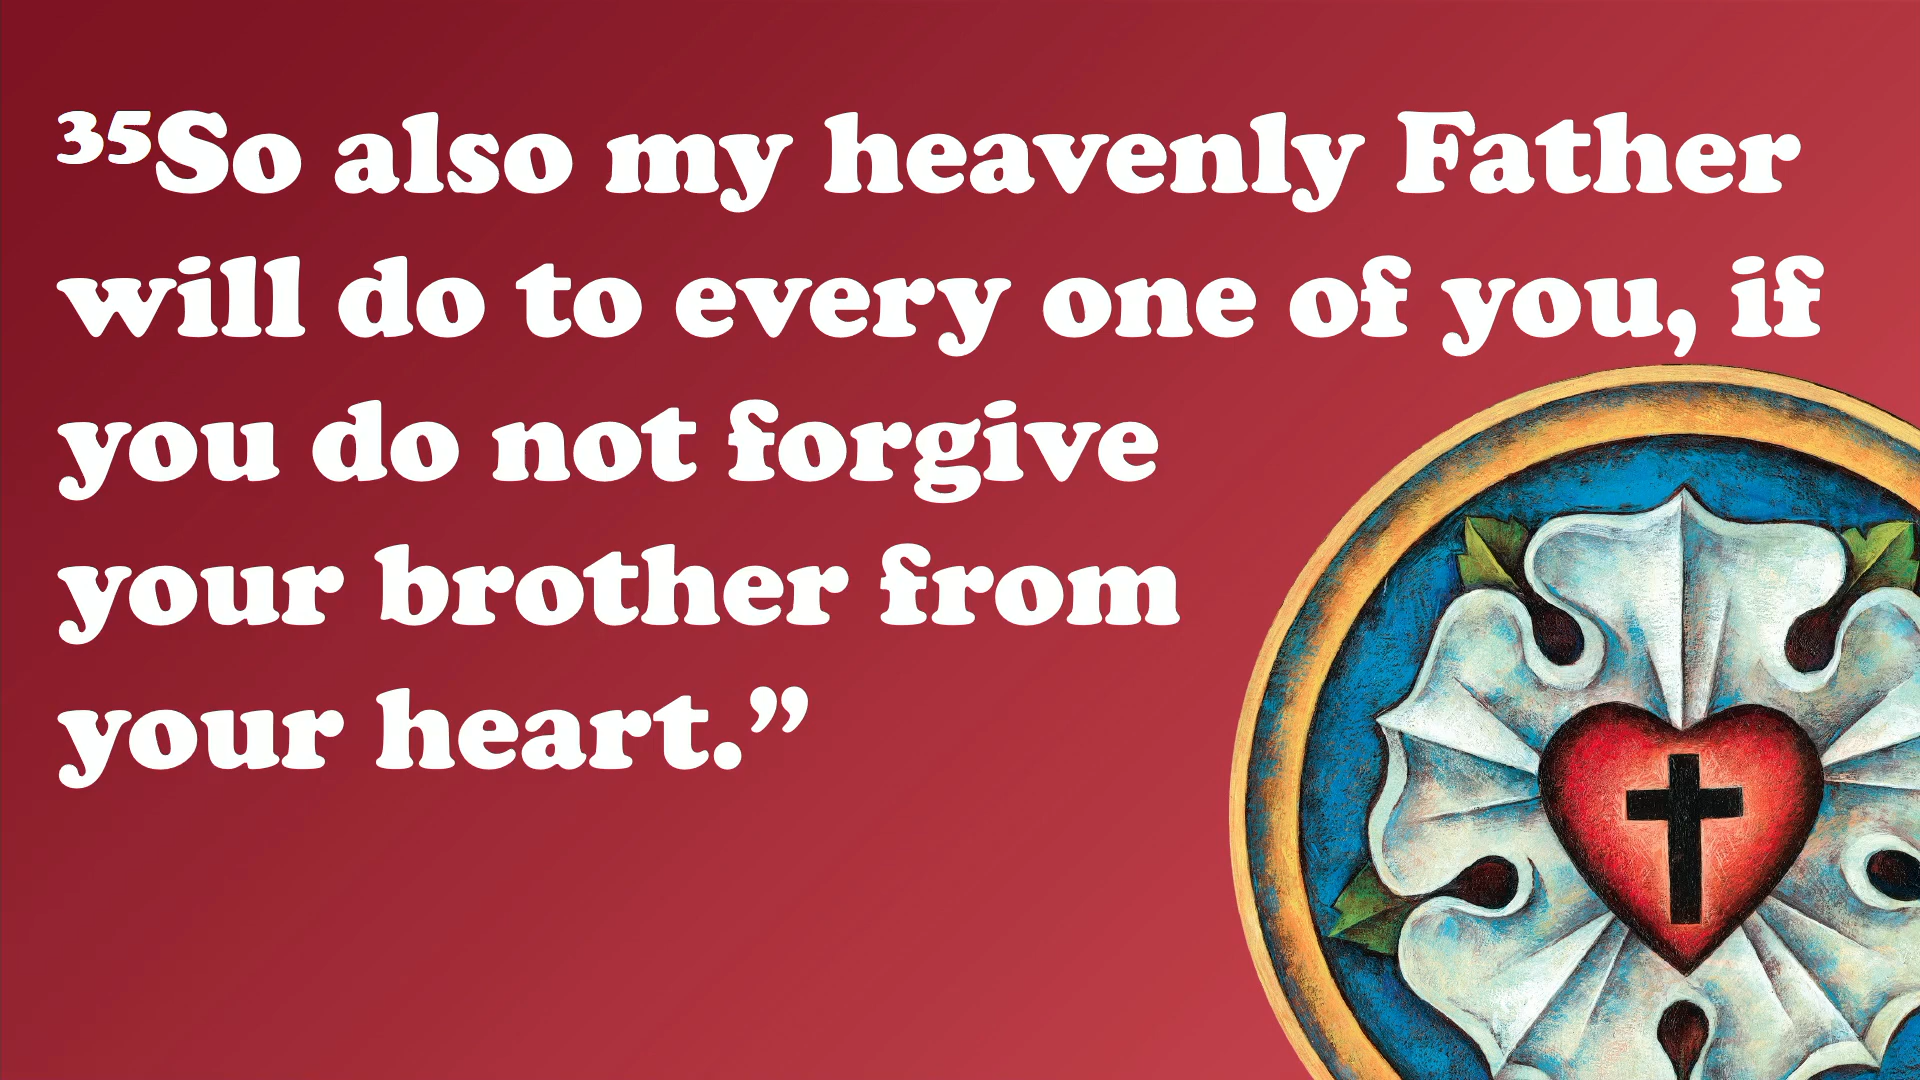 ³⁵So also my heavenly Father
will do to every one of you, if
you do not forgive
your brother from
your heart.”